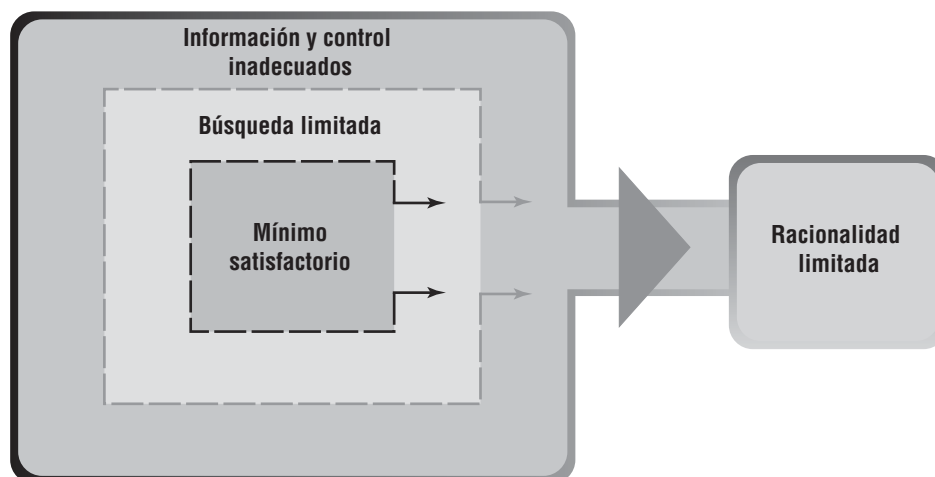 Información y control
inadecuados
Búsqueda limitada
Mínimo
satisfactorio
Racionalidad
limitada